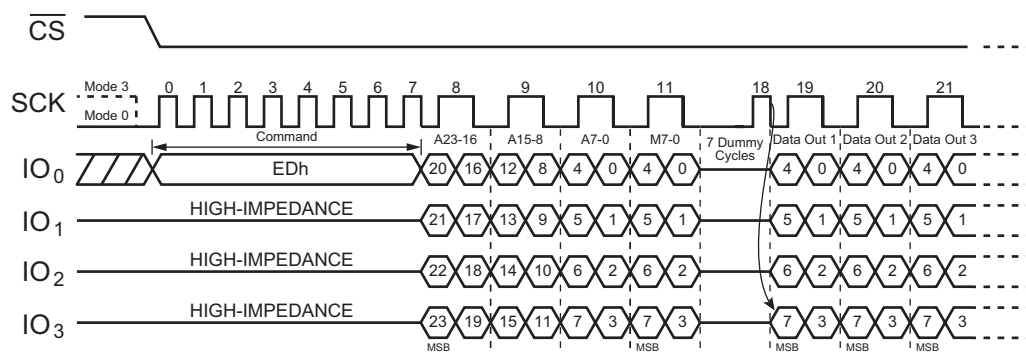 CS
Mode 3
0 1 2 3 4 5 6 7 8 9 10 11 18 19 20 21
SCK
Mode 0
Command A23-16 A15-8 A7-0 M7-0 7 Dummy Cycles Data Out 1 Data Out 2 Data Out 3
IO0 EDh 20 16 12 8 4 0 4 0 4 0 4 0 4 0
IO1 HIGH-IMPEDANCE 21 17 13 9 5 1 5 1 5 1 5 1 5 1
IO2 HIGH-IMPEDANCE 22 18 14 10 6 2 6 2 6 2 6 2 6 2
IO3 HIGH-IMPEDANCE 23 19 15 11 7 3 7 3 7 3 7 3 7 3
MSB MSB MSB MSB MSB